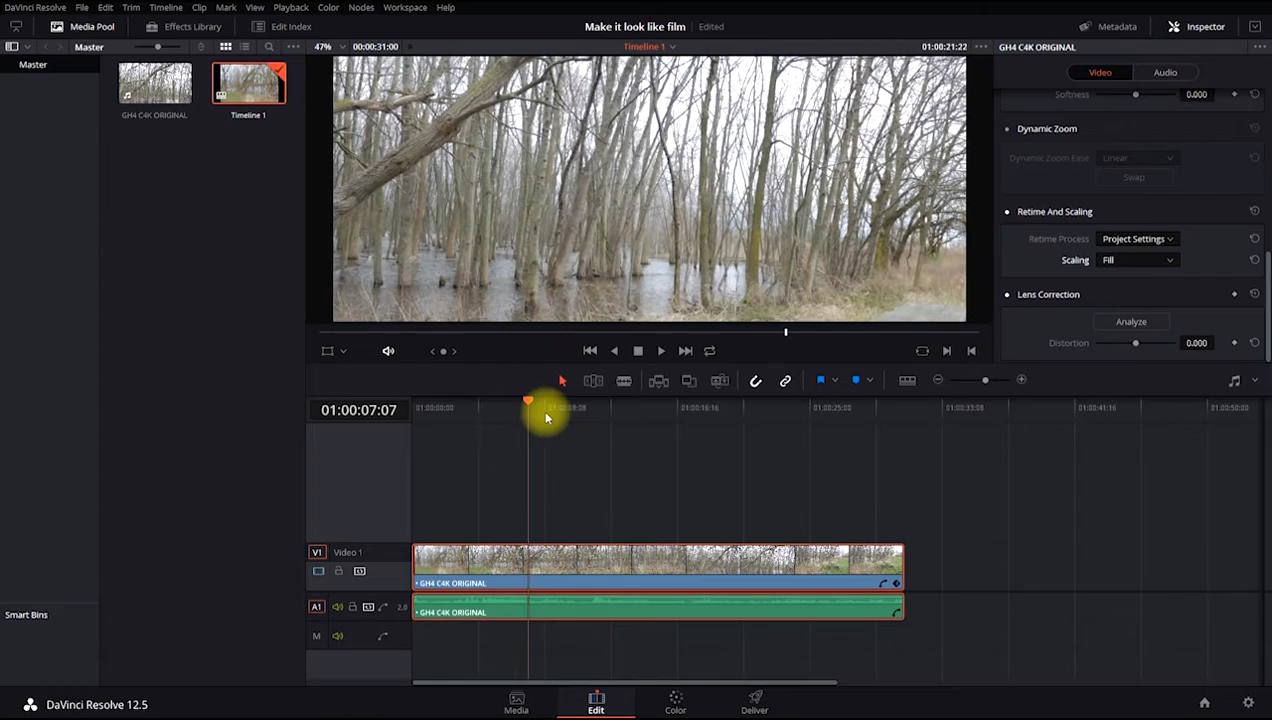 DaVinci Resolve File Edit Trim Timeline Clip Mark View Playback Color Nodes Workspace Help
Media Pool Effects Library Edit Index Make it look like film Edited Metadata Inspector
Master 47% 00:00:31:00 Timeline 1 01:00:21:22 GH4 C4K ORIGINAL
Master
Video Audio
Softness 0.000
GH4 C4K ORIGINAL Timeline 1
Dynamic Zoom
Dynamic Zoom Ease Linear
Swap
Retime And Scaling
Retime Process Project Settings
Scaling Fill
Lens Correction
Analyze
Distortion 0.000
01:00:07:07
01:00:00:00 01:00:16:16 01:00:25:00 01:00:33:08 01:00:41:16 01:00:50:00
V1 Video 1
GH4 C4K ORIGINAL
A1 2.0
GH4 C4K ORIGINAL
M
Smart Bins
DaVinci Resolve 12.5 Media Edit Color Deliver